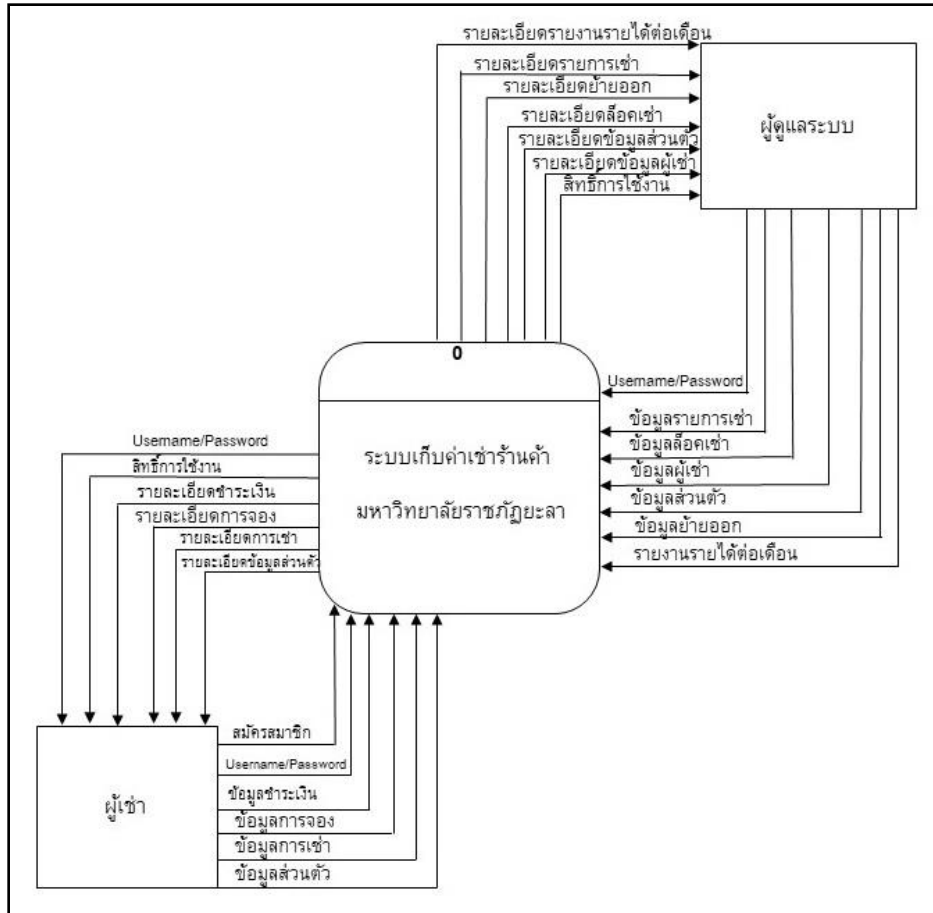 รายละเอียดรายงานรายได้ต่อเดือน
รายละเอียดรายการเช่า
รายละเอียดย้ายออก
รายละเอียดล็อคเช่า
รายละเอียดข้อมูลส่วนตัว
รายละเอียดข้อมูลผู้เช่า
สิทธิ์การใช้งาน
ผู้ดูแลระบบ
0
ระบบเก็บค่าเช่าร้านค้า
มหาวิทยาลัยราชภัฏยะลา
Username/Password
ข้อมูลรายการเช่า
ข้อมูลล็อคเช่า
ข้อมูลผู้เช่า
ข้อมูลส่วนตัว
ข้อมูลย้ายออก
รายงานรายได้ต่อเดือน
Username/Password
สิทธิ์การใช้งาน
รายละเอียดชำระเงิน
รายละเอียดการจอง
รายละเอียดการเช่า
รายละเอียดข้อมูลส่วนตัว
ผู้เช่า
สมัครสมาชิก
Username/Password
ข้อมูลชำระเงิน
ข้อมูลการจอง
ข้อมูลการเช่า
ข้อมูลส่วนตัว